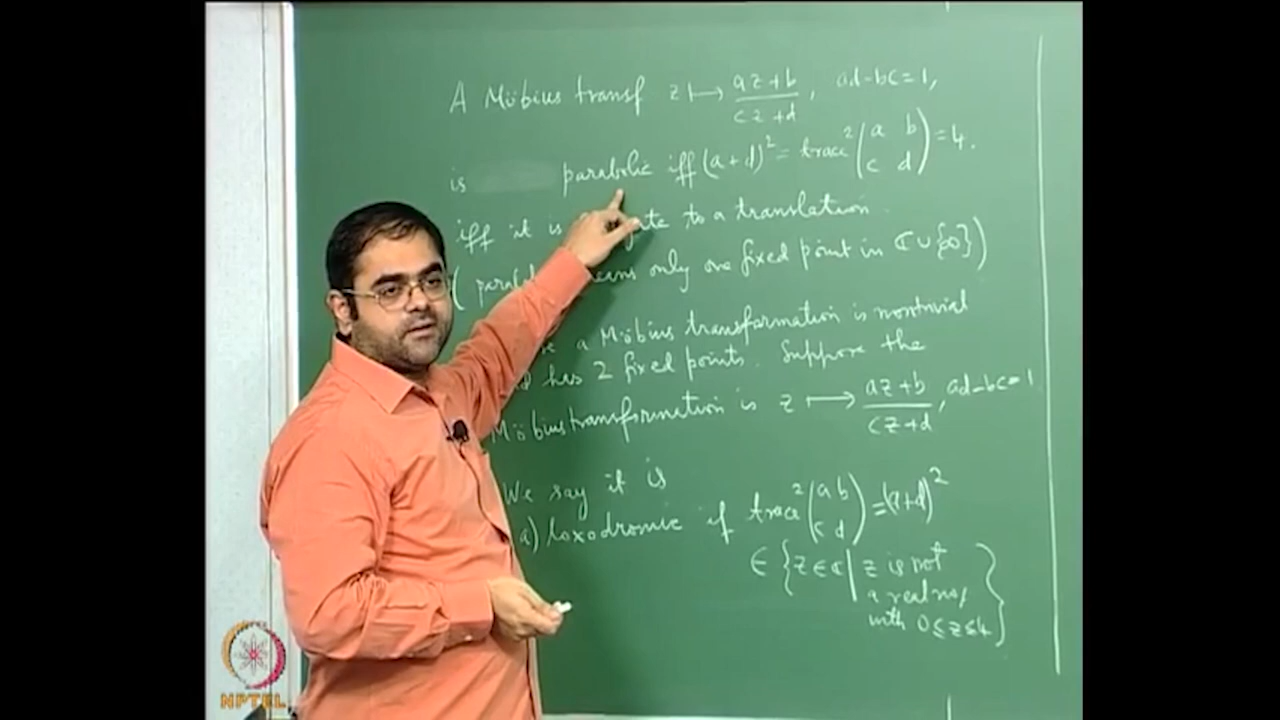 A Möbius transf z ⟼ az+b / cz+d, ad-bc=1,
is parabolic iff (a+d)² = trace² (a b / c d) = 4.
iff it is to a translation.
( means only one fixed point in ℂ∪{∞})
a Möbius transformation is nontrivial
has 2 fixed points. Suppose the
Möbius transformation is z ⟼ az+b / cz+d, ad-bc=1
We say it is
a) loxodromic if trace² (a b / c d) = (a+d)²
∈ {z∈ℂ | z is not
a real no,
with 0≤z≤4}
NPTEL